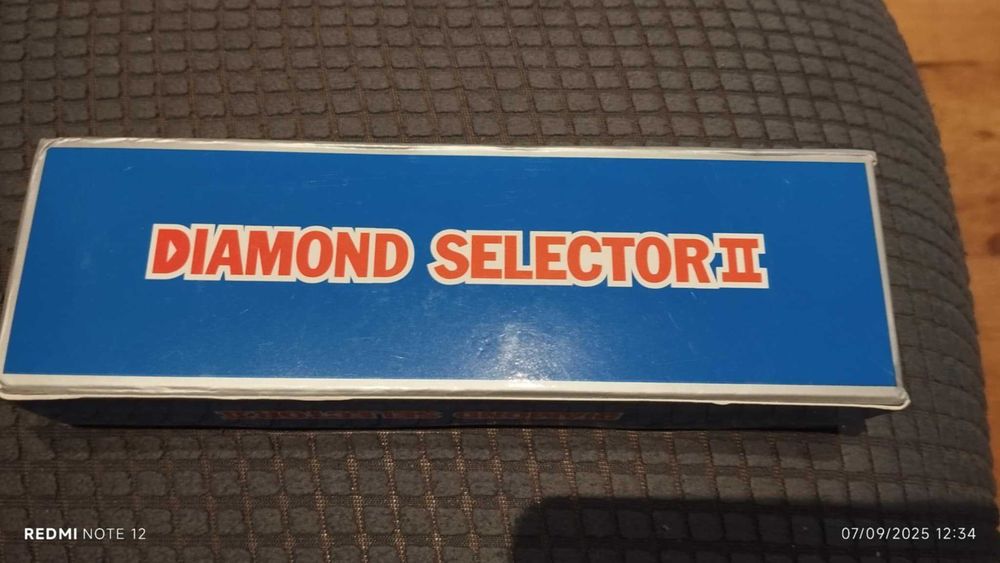 DIAMOND SELECTOR II
REDMI NOTE 12
07/09/2025 12:34